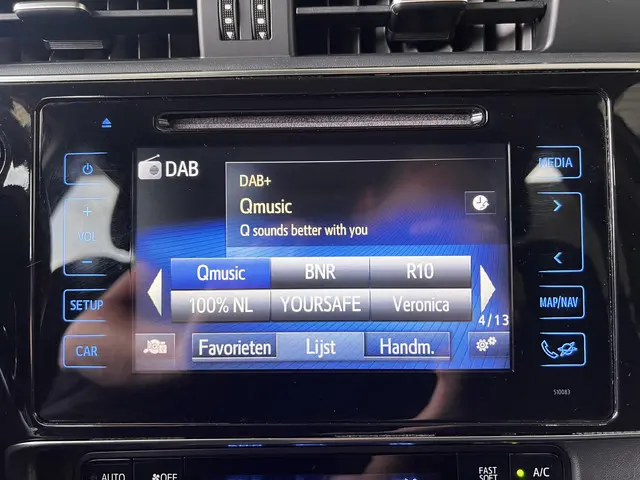 DAB
MEDIA
DAB+
Qmusic
Q sounds better with you
+
VOL
-
Qmusic BNR R10
100% NL YOURSAFE Veronica
4/13
SETUP
MAP/NAV
CAR
Favorieten Lijst Handm.
510083
AUTO OFF FAST SOFT A/C